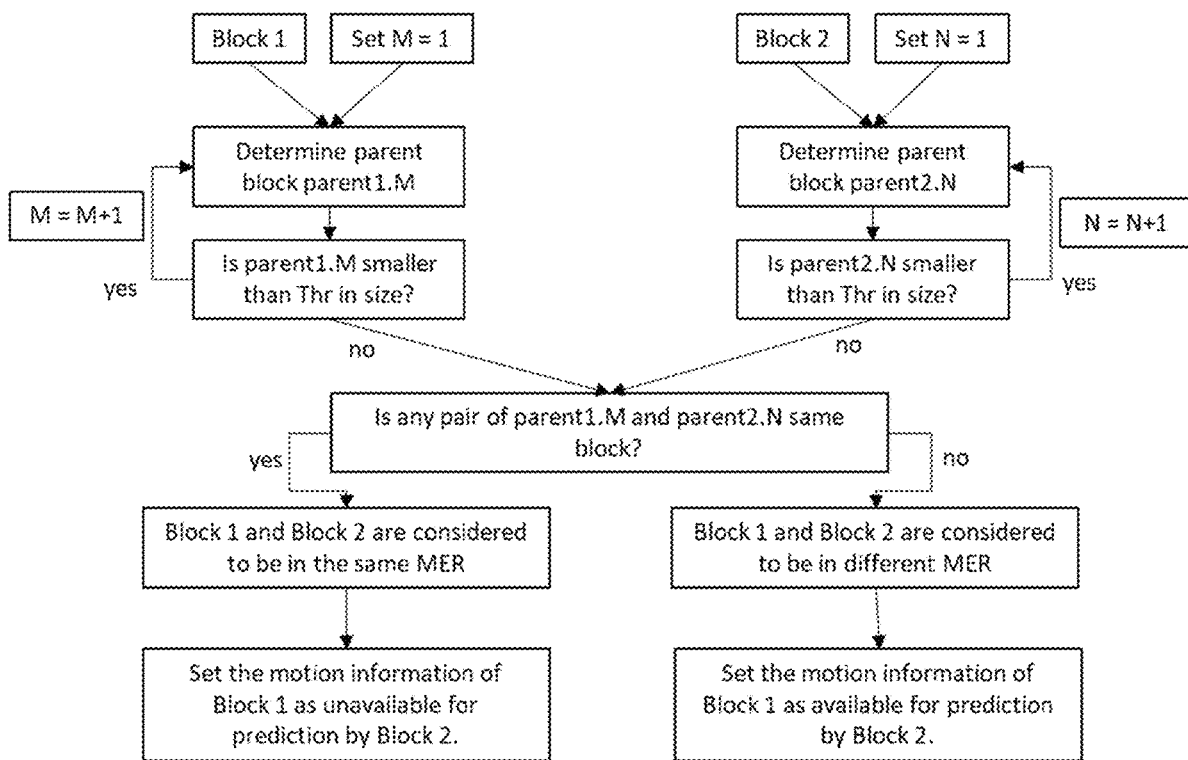 Block 1
Set M = 1
Block 2
Set N = 1
Determine parent
block parent1.M
Determine parent
block parent2.N
M = M+1
N = N+1
Is parent1.M smaller
than Thr in size?
Is parent2.N smaller
than Thr in size?
yes
yes
no
no
Is any pair of parent1.M and parent2.N same
block?
yes
no
Block 1 and Block 2 are considered
to be in the same MER
Block 1 and Block 2 are considered
to be in different MER
Set the motion information of
Block 1 as unavailable for
prediction by Block 2.
Set the motion information of
Block 1 as available for prediction
by Block 2.